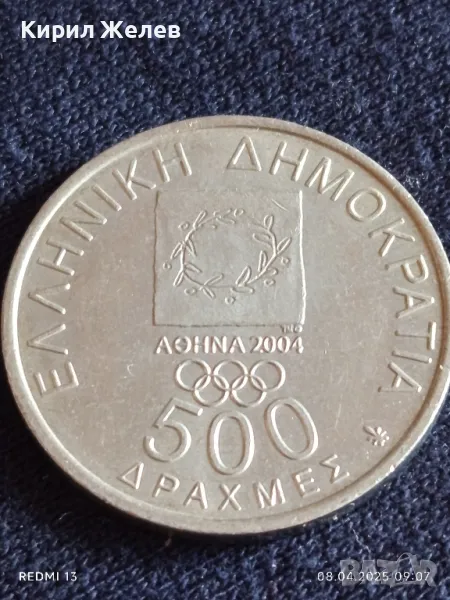 Кирил Желев
ΕΛΛΗΝΙΚΗ ΔΗΜΟΚΡΑΤΙΑ
ΑΘΗΝΑ 2004
500
ΔΡΑΧΜΕΣ
REDMI 13
08.04.2025 09:07